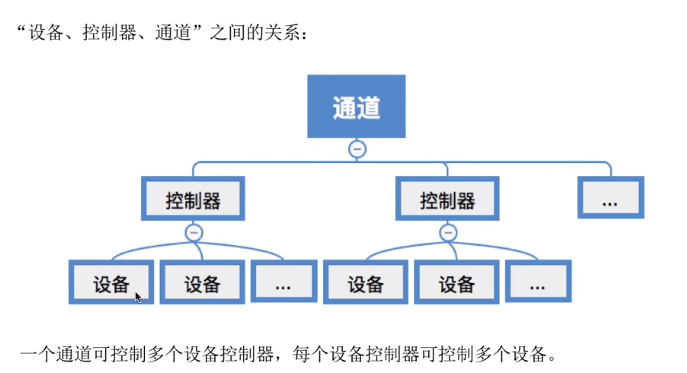 “设备、控制器、通道”之间的关系：
通道
控制器 控制器 ...
设备 设备 ... 设备 设备 ...
一个通道可控制多个设备控制器，每个设备控制器可控制多个设备。